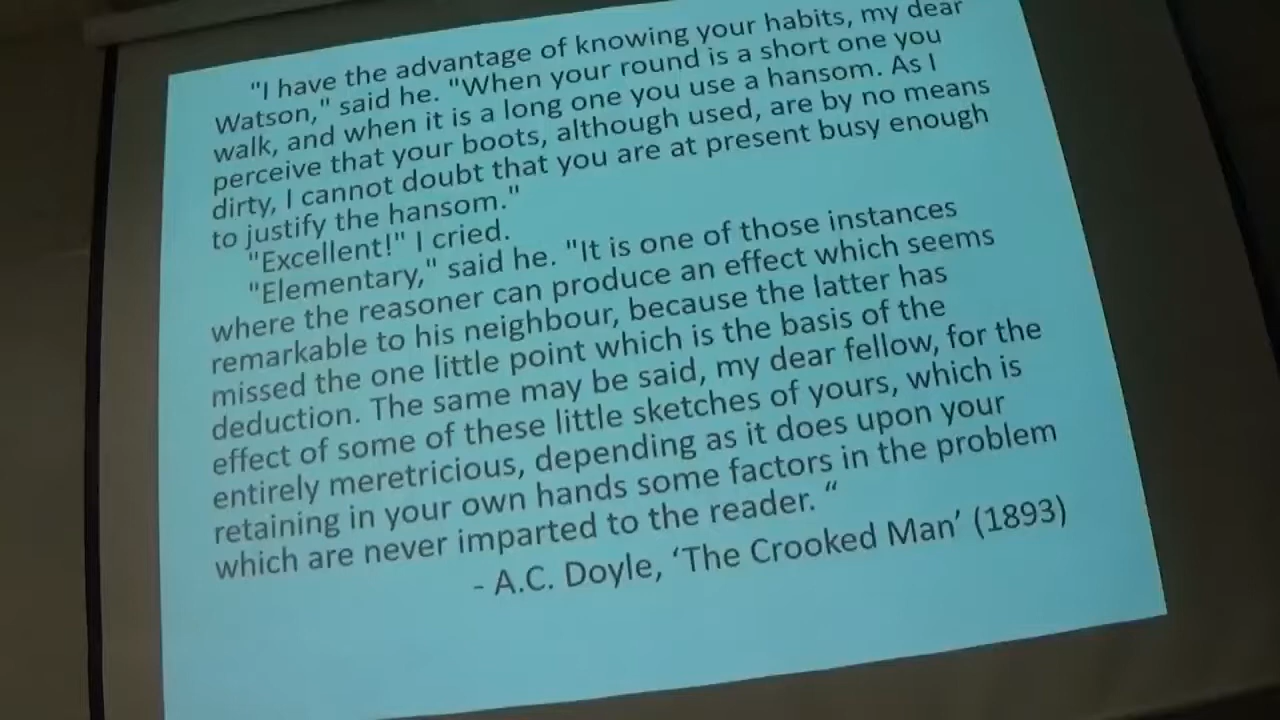 "I have the advantage of knowing your habits, my dear
Watson," said he. "When your round is a short one you
walk, and when it is a long one you use a hansom. As I
perceive that your boots, although used, are by no means
dirty, I cannot doubt that you are at present busy enough
to justify the hansom."
"Excellent!" I cried.
"Elementary," said he. "It is one of those instances
where the reasoner can produce an effect which seems
remarkable to his neighbour, because the latter has
missed the one little point which is the basis of the
deduction. The same may be said, my dear fellow, for the
effect of some of these little sketches of yours, which is
entirely meretricious, depending as it does upon your
retaining in your own hands some factors in the problem
which are never imparted to the reader. “
- A.C. Doyle, ‘The Crooked Man’ (1893)